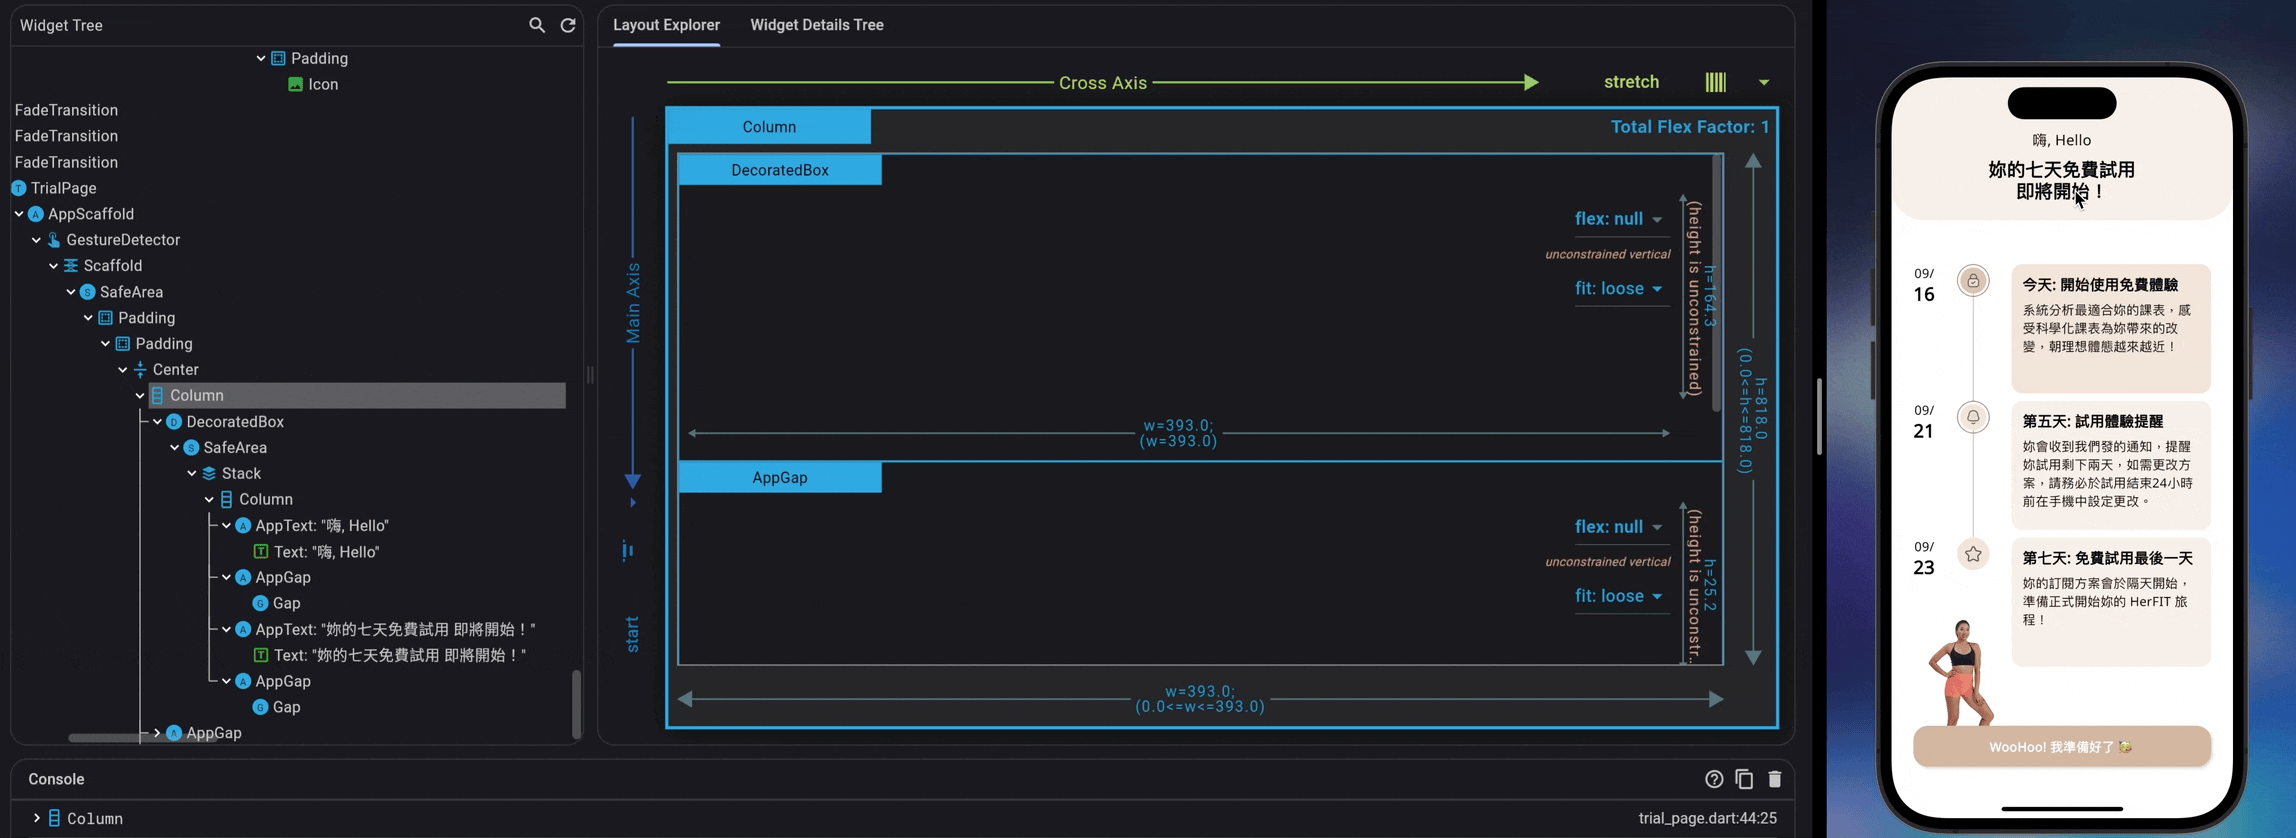 Widget Tree
Padding
Icon
FadeTransition
FadeTransition
FadeTransition
TrialPage
AppScaffold
GestureDetector
Scaffold
SafeArea
Padding
Padding
Center
Column
DecoratedBox
SafeArea
Stack
Column
AppText: "嗨, Hello"
Text: "嗨, Hello"
AppGap
Gap
AppText: "妳的七天免費試用 即將開始！"
Text: "妳的七天免費試用 即將開始！"
AppGap
Gap
AppGap
Layout Explorer
Widget Details Tree
Cross Axis
stretch
Main Axis
start
Column
Total Flex Factor: 1
DecoratedBox
flex: null
unconstrained vertical
fit: loose
h=164.3
(height is unconstrained)
w=393.0;
(w=393.0)
AppGap
flex: null
unconstrained vertical
fit: loose
h=25.2
(height is unconstr..
h=818.0
(0.0<=h<=818.0)
w=393.0;
(0.0<=w<=393.0)
Console
Column
trial_page.dart:44:25
嗨, Hello
妳的七天免費試用
即將開始！
09/
16
今天: 開始使用免費體驗
系統分析最適合妳的課表，感
受科學化課表為妳帶來的改
變，朝理想體態越來越近！
09/
21
第五天: 試用體驗提醒
妳會收到我們發的通知，提醒
妳試用剩下兩天，如需更改方
案，請務必於試用結束24小時
前在手機中設定更改。
09/
23
第七天: 免費試用最後一天
妳的訂閱方案會於隔天開始，
準備正式開始妳的 HerFIT 旅
程！
WooHoo! 我準備好了 🥳